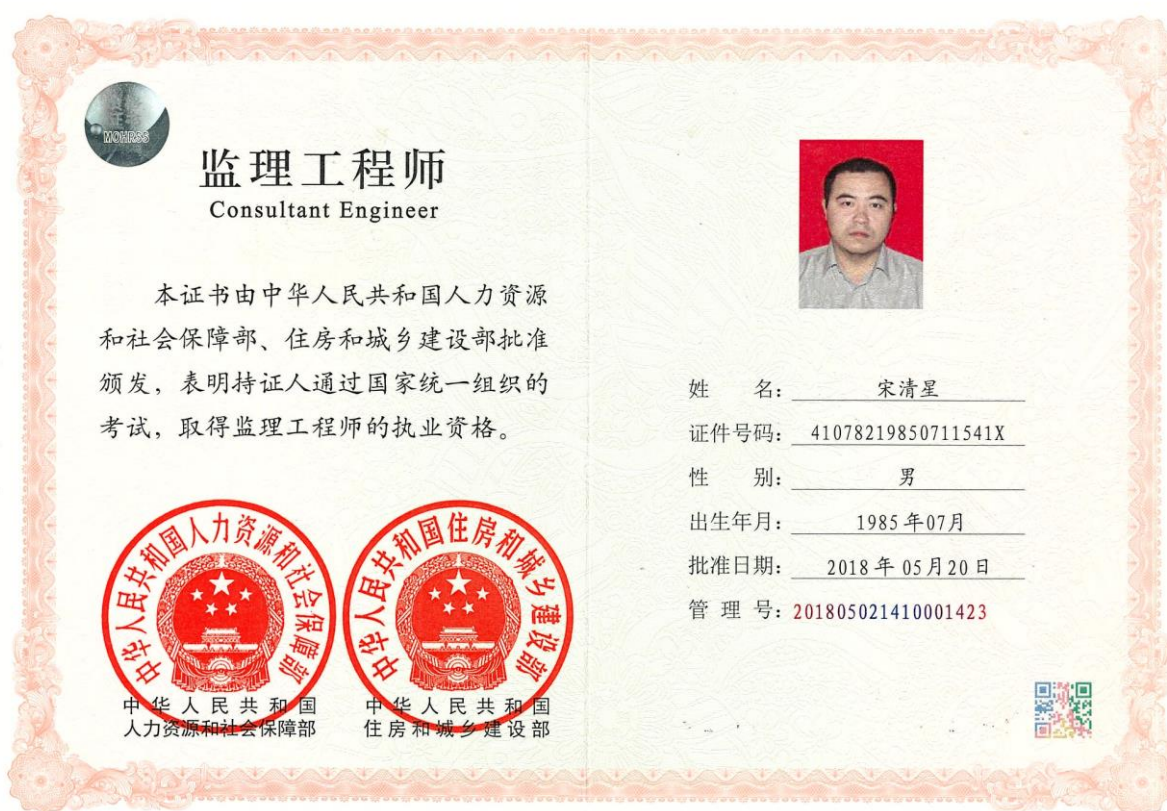 MOHRSS
监理工程师
Consultant Engineer
本证书由中华人民共和国人力资源
和社会保障部、住房和城乡建设部批准
颁发，表明持证人通过国家统一组织的
考试，取得监理工程师的执业资格。
中华人民共和国人力资源和社会保障部
中华人民共和国住房和城乡建设部
中华人民共和国
人力资源和社会保障部
中华人民共和国
住房和城乡建设部
姓 名：宋清星
证件号码：41078219850711541X
性 别：男
出生年月：1985年07月
批准日期：2018年05月20日
管 理 号：201805021410001423